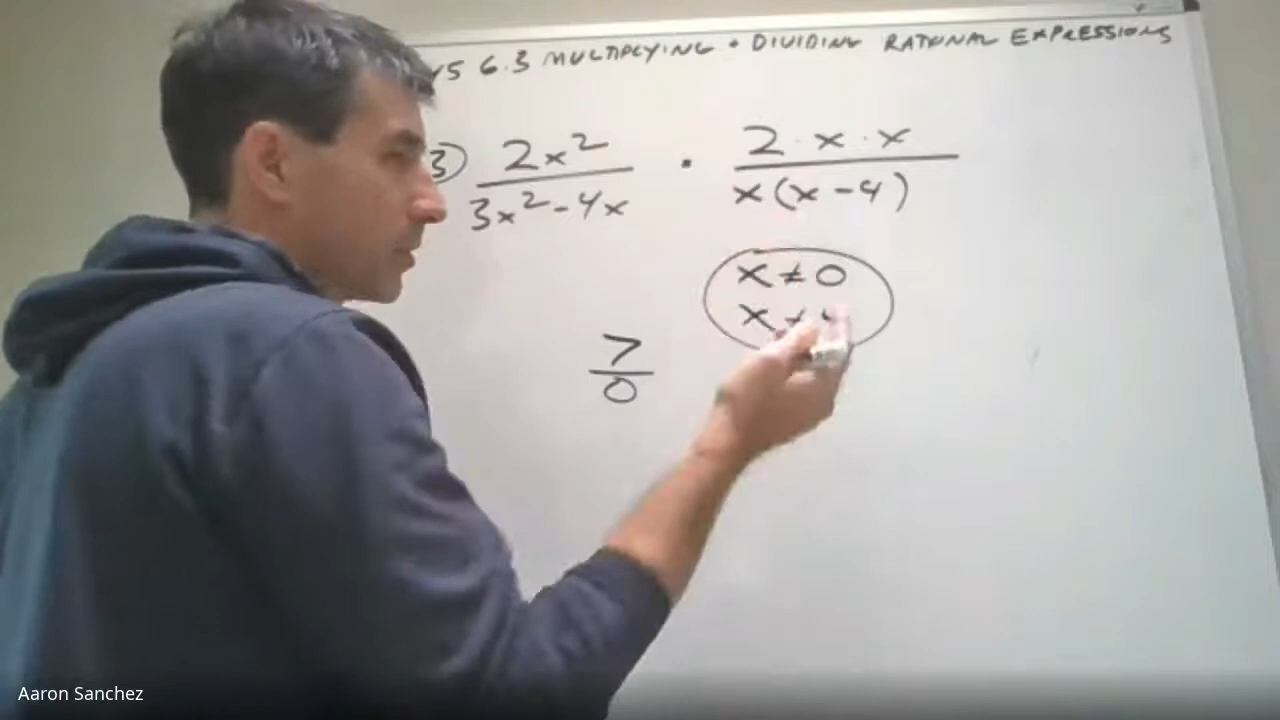 5 6.3 MULTIPLYING • DIVIDING RATIONAL EXPRESSIONS
3) 2x² / 3x² - 4x • 2 · x · x / x(x - 4)
x ≠ 0
x ≠
7 / 0
Aaron Sanchez